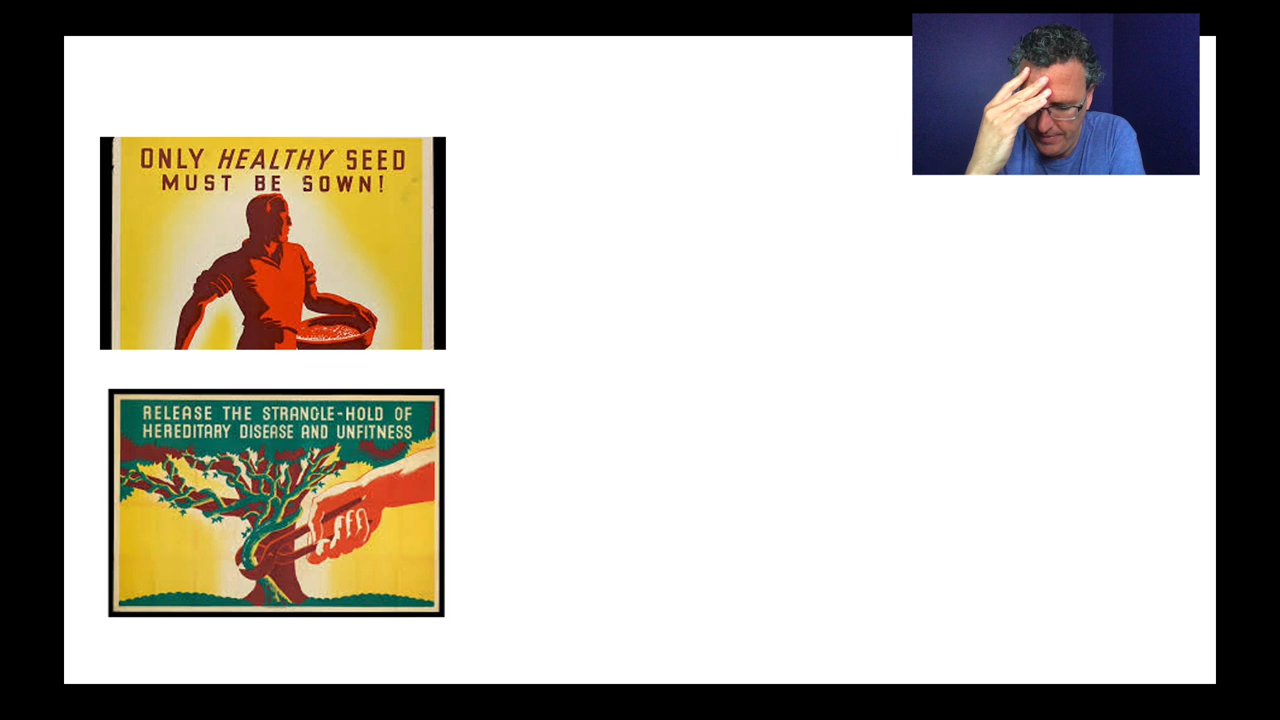 ONLY HEALTHY SEED
MUST BE SOWN!
RELEASE THE STRANGLE-HOLD OF
HEREDITARY DISEASE AND UNFITNESS